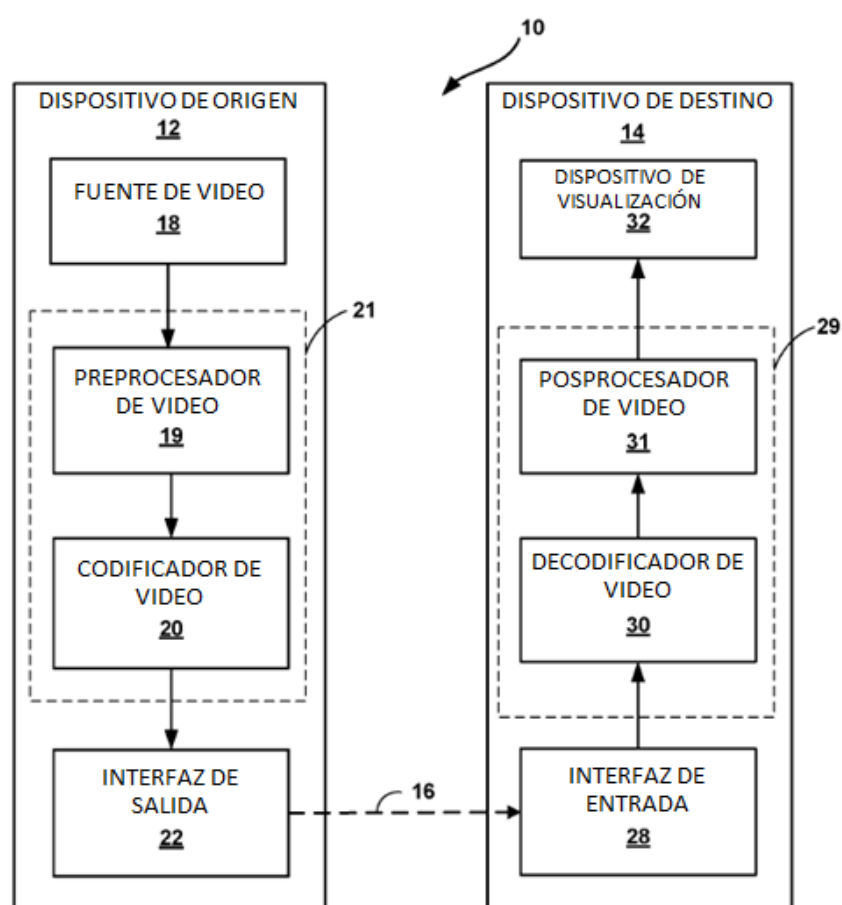 10
DISPOSITIVO DE ORIGEN
12
FUENTE DE VIDEO
18
21
PREPROCESADOR
DE VIDEO
19
CODIFICADOR DE
VIDEO
20
INTERFAZ DE
SALIDA
22
16
DISPOSITIVO DE DESTINO
14
DISPOSITIVO DE
VISUALIZACIÓN
32
29
POSPROCESADOR
DE VIDEO
31
DECODIFICADOR DE
VIDEO
30
INTERFAZ DE
ENTRADA
28